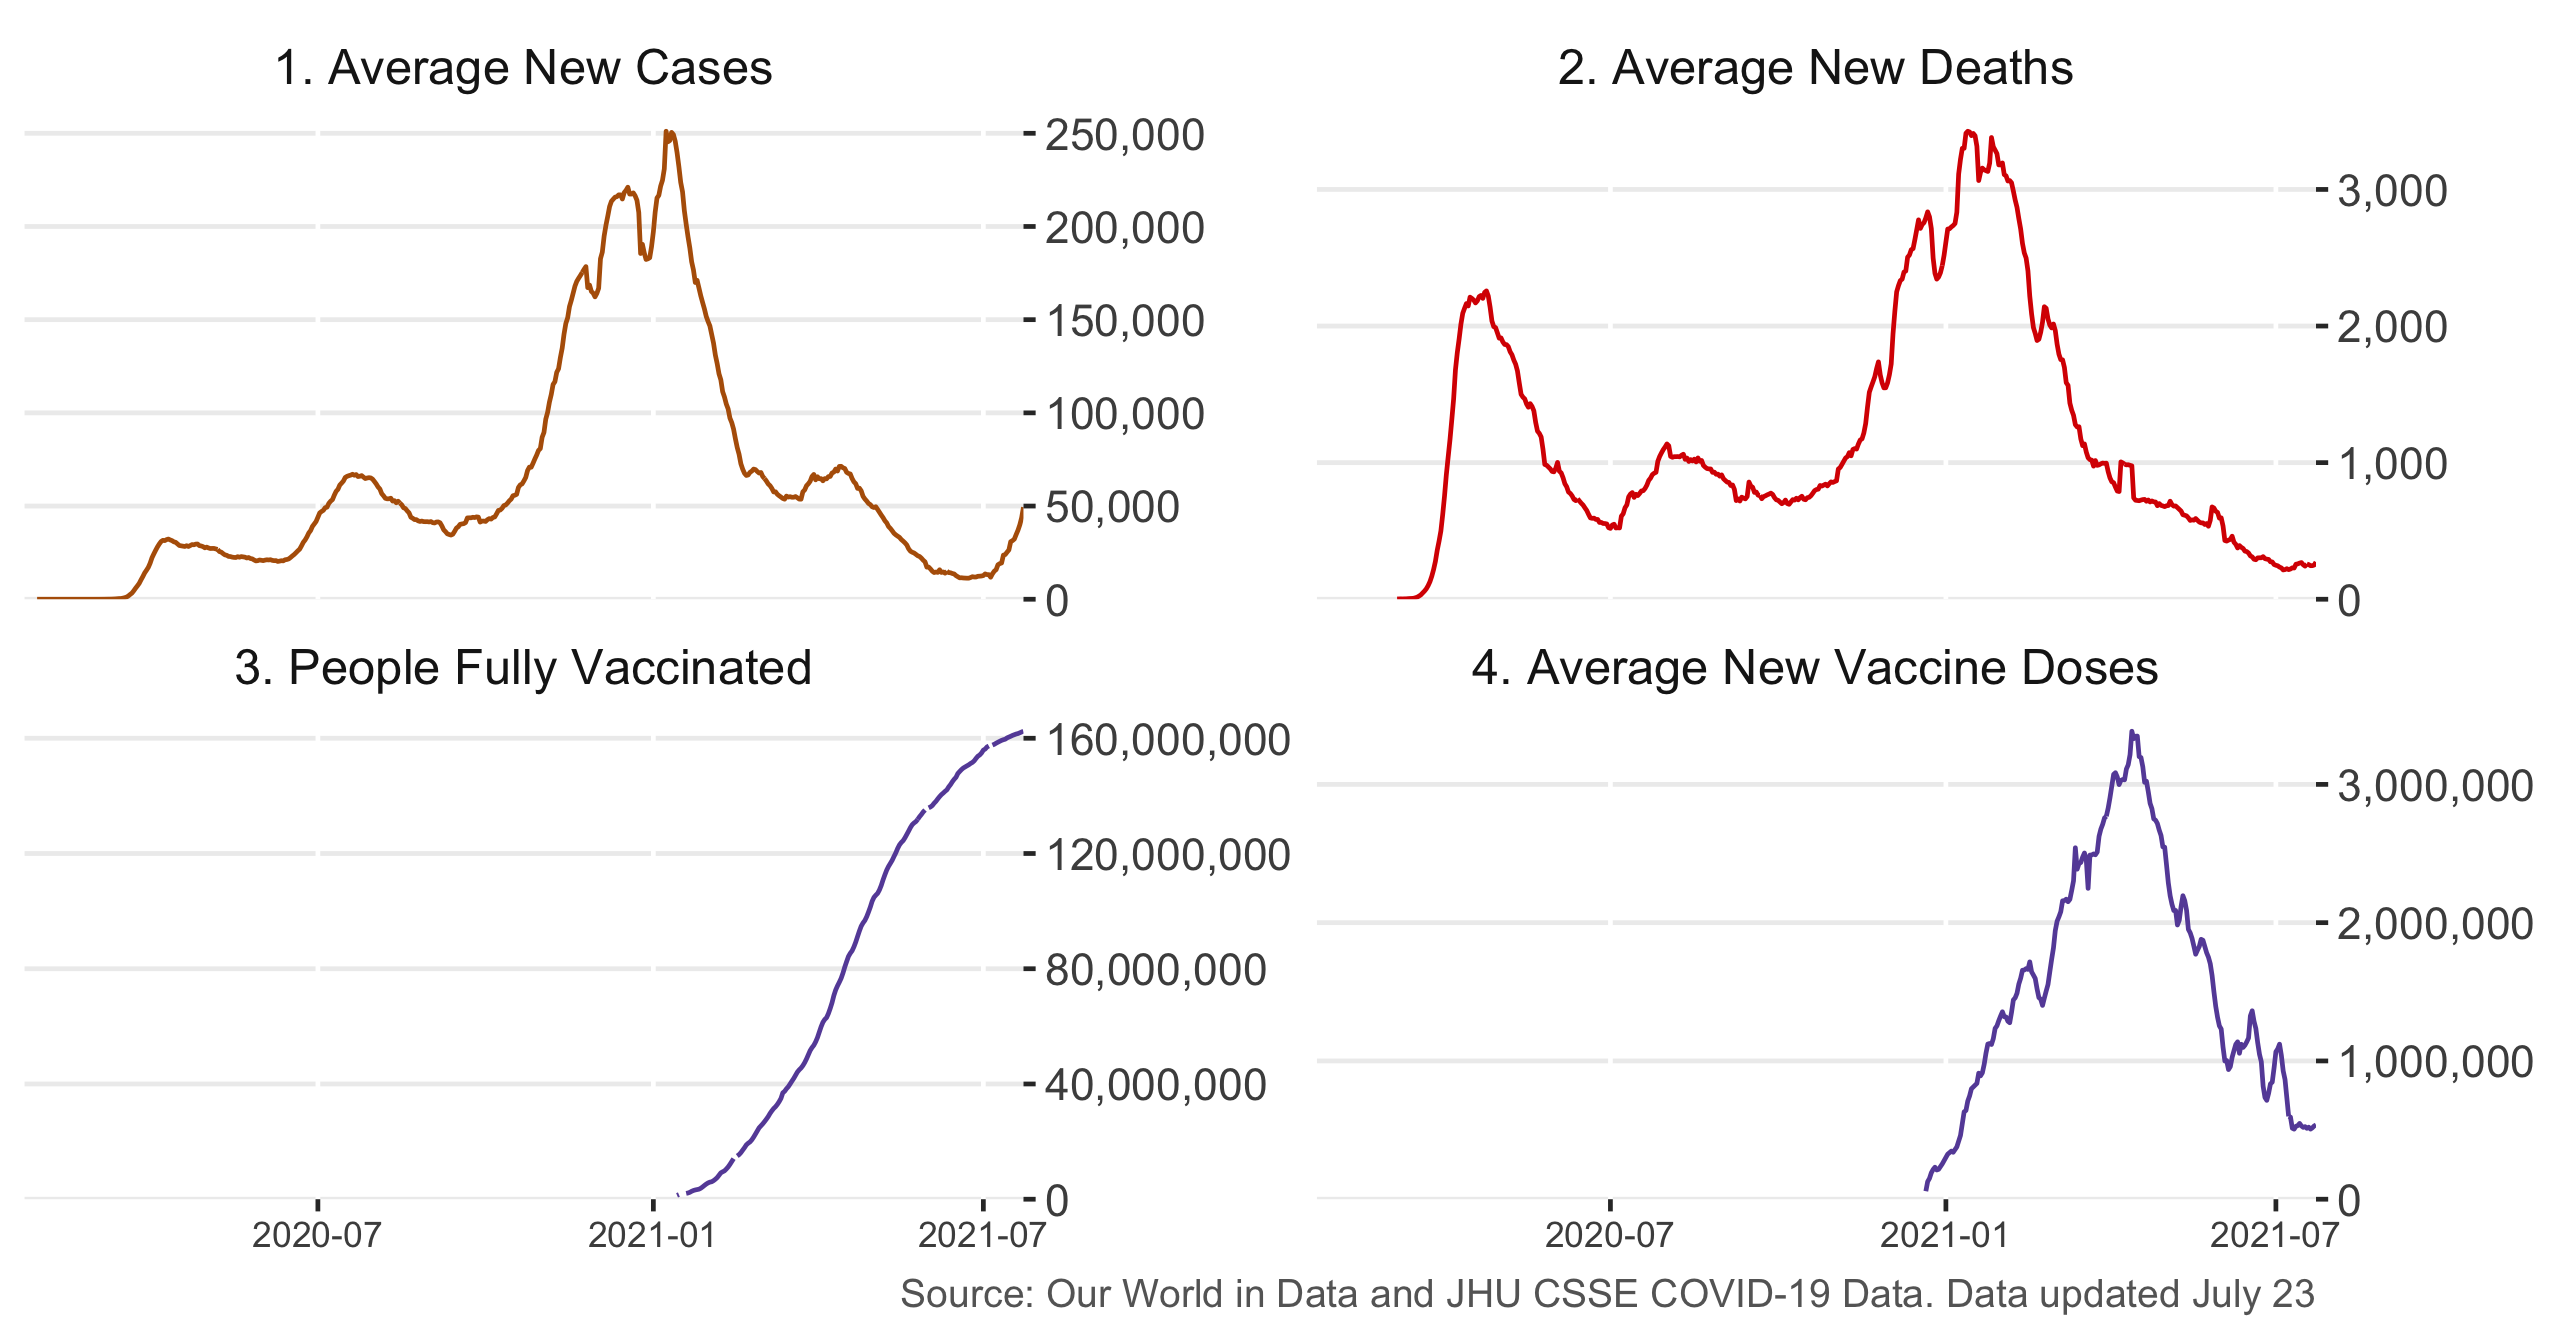 1. Average New Cases
250,000
200,000
150,000
100,000
50,000
0
2. Average New Deaths
3,000
2,000
1,000
0
3. People Fully Vaccinated
160,000,000
120,000,000
80,000,000
40,000,000
0
2020-07 2021-01 2021-07
4. Average New Vaccine Doses
3,000,000
2,000,000
1,000,000
0
2020-07 2021-01 2021-07
Source: Our World in Data and JHU CSSE COVID-19 Data. Data updated July 23